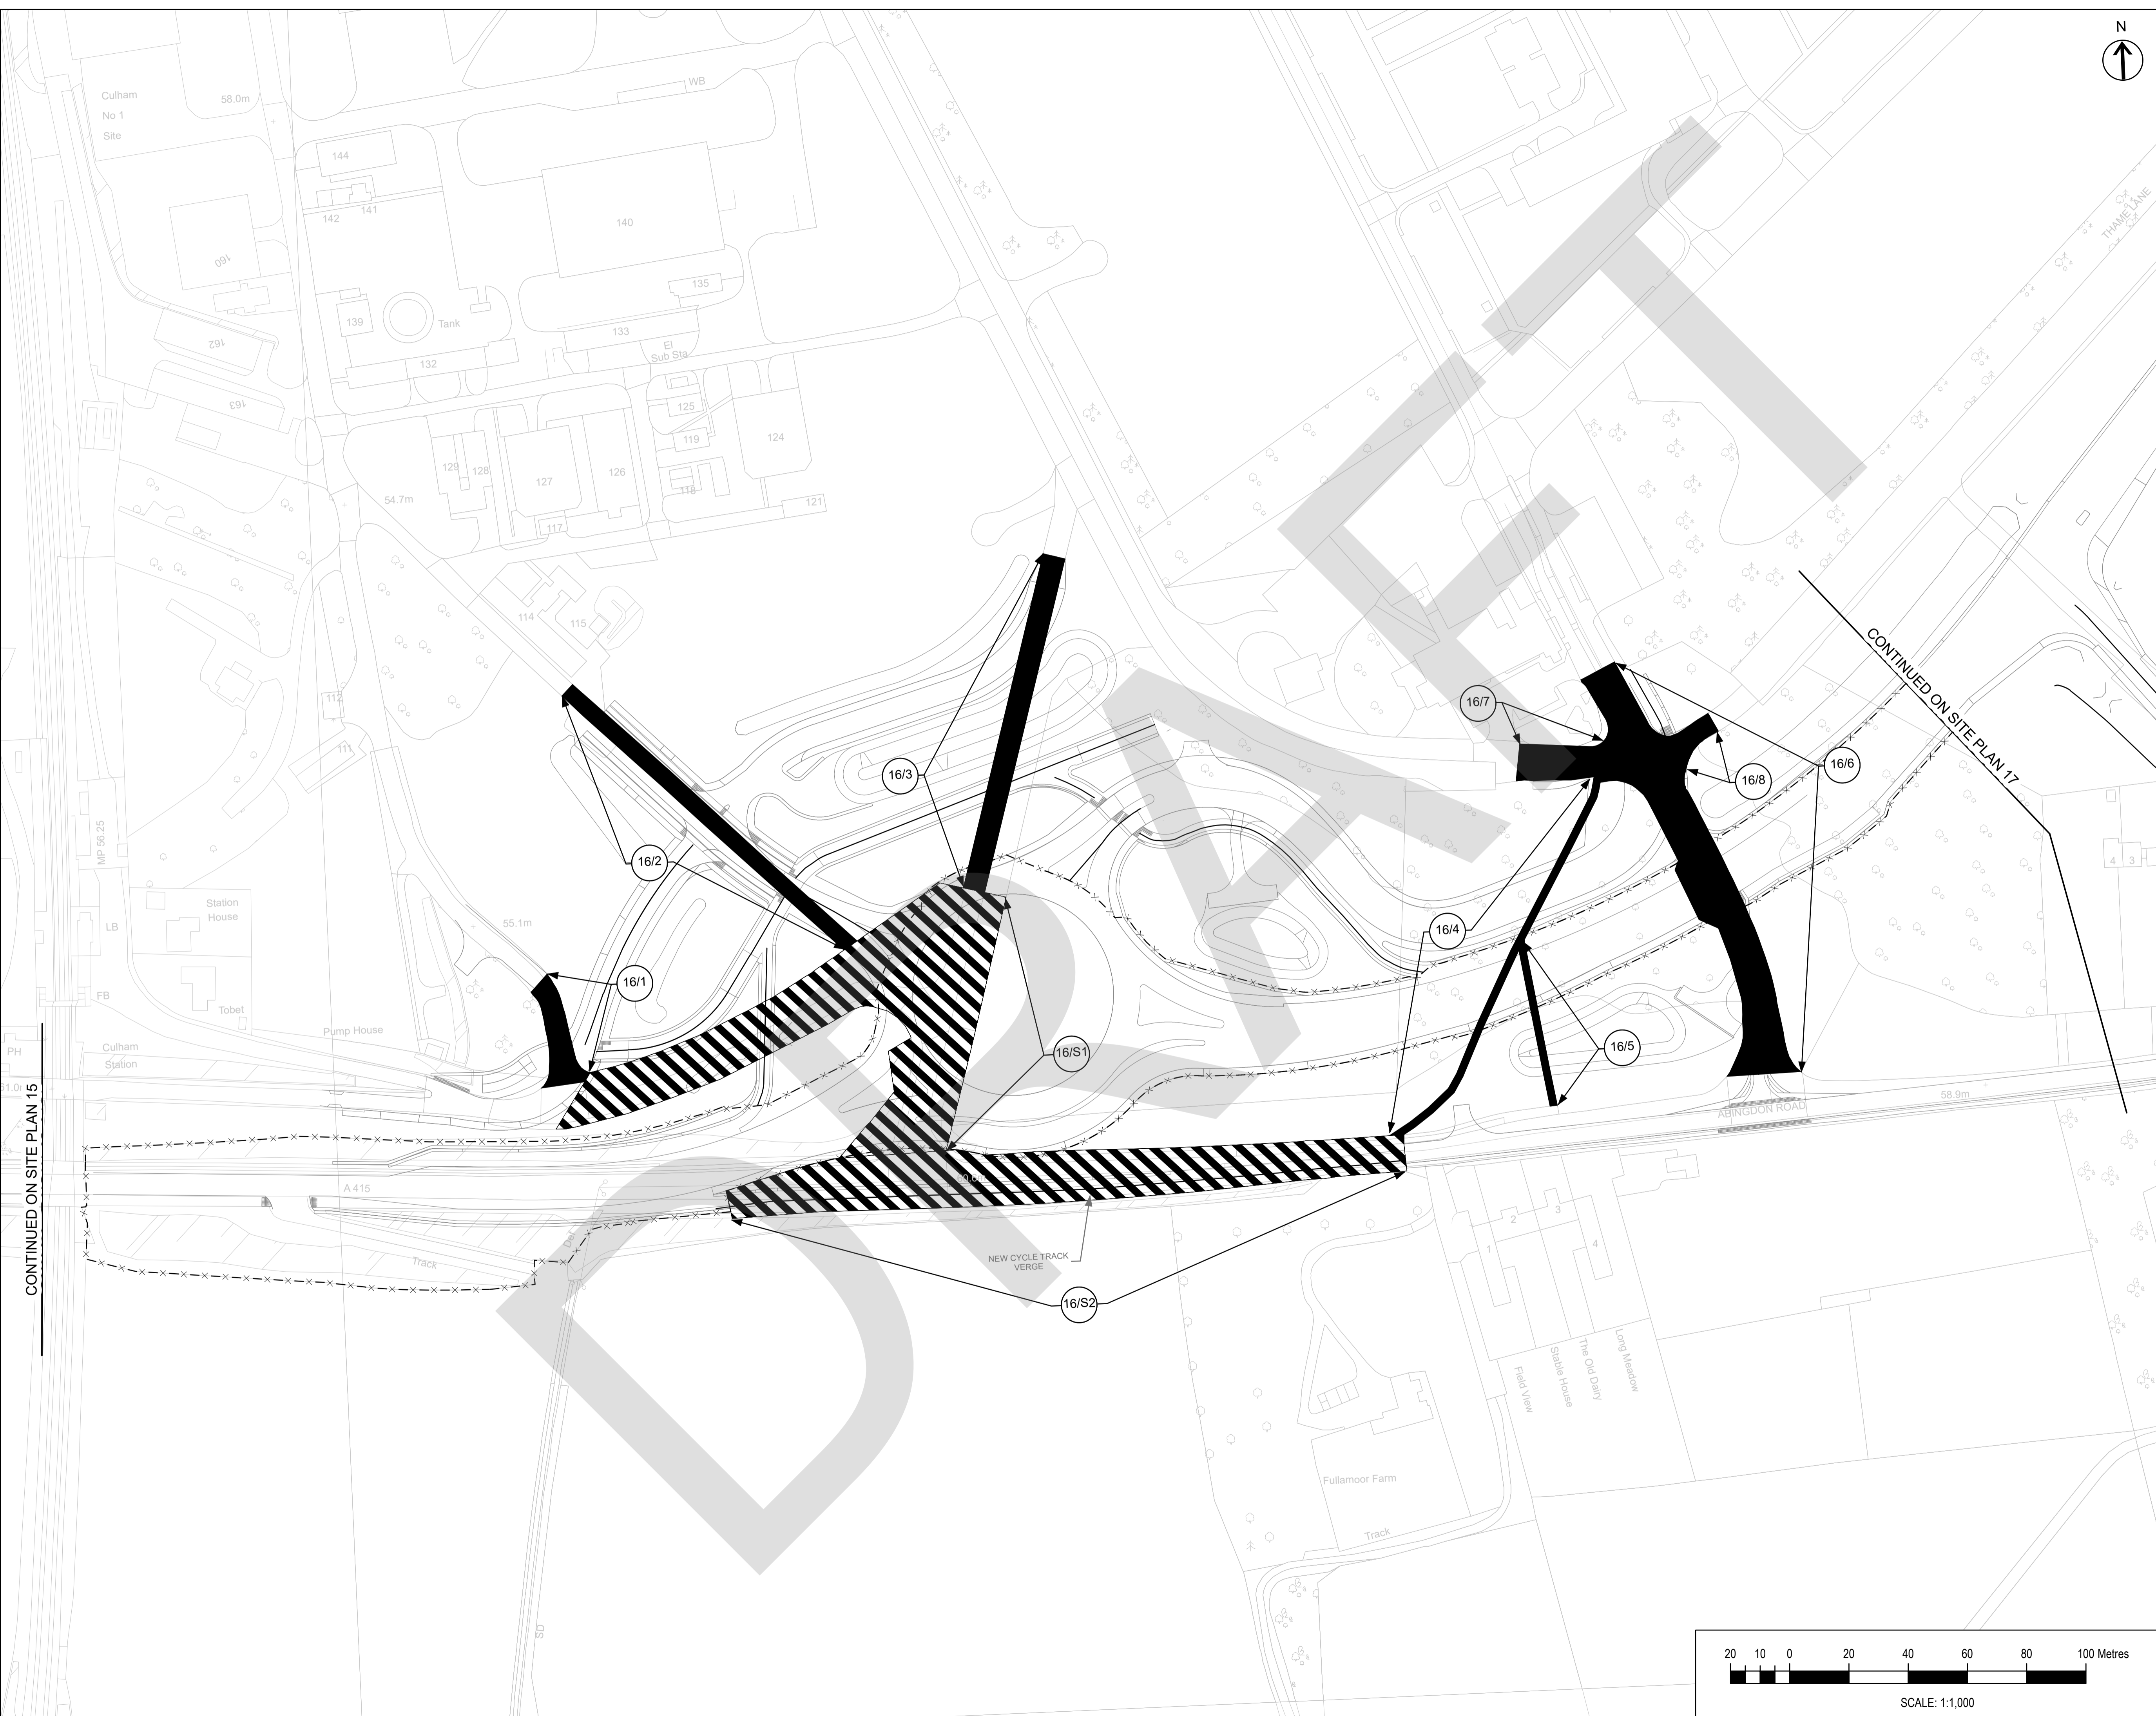 N
WB
Culham
No 1
Site
58.0m
144
142
141
140
THAME LANE
160
135
139
Tank
133
162
El
Sub Sta
132
163
125
119
124
129
128
127
126
118
54.7m
121
117
114
115
CONTINUED ON SITE PLAN 17
112
111
16/7
16/3
16/6
16/8
MP 56.25
16/2
4
3
Station
House
LB
55.1m
16/4
16/1
FB
Tobet
Pump House
16/5
16/S1
PH
Culham
Station
58.9m
ABINGDON ROAD
CONTINUED ON SITE PLAN 15
A 415
Track
NEW CYCLE TRACK
VERGE
16/S2
1
2
3
4
Field View
Stable House
The Old Dairy
Long Meadow
Fullamoor Farm
Track
SD
DRAFT
20 10 0 20 40 60 80 100 Metres
SCALE: 1:1,000